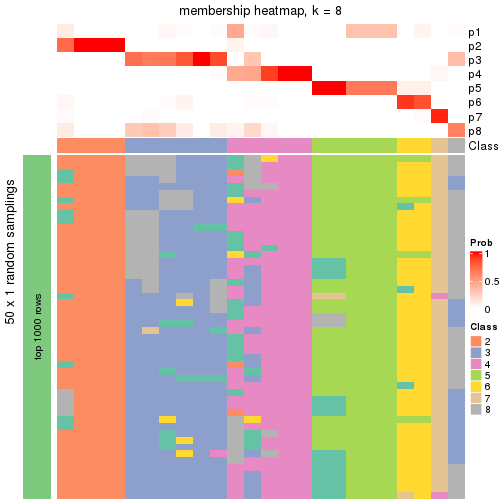 membership heatmap, k = 8
p1
p2
p3
p4
p5
p6
p7
p8
Class
50 x 1 random samplings
top 1000 rows
Prob
1
0.5
0
Class
2
3
4
5
6
7
8